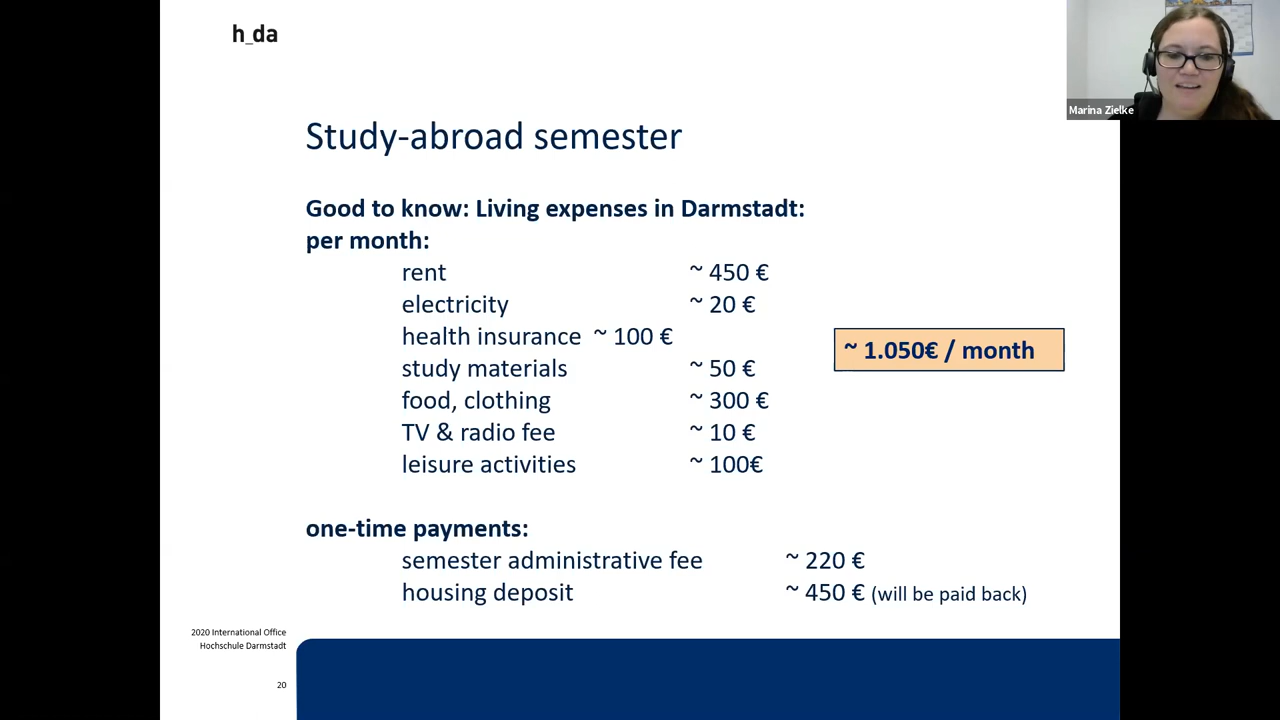 h_da
Marina Zielke
Study-abroad semester
Good to know: Living expenses in Darmstadt:
per month:
rent ~ 450 €
electricity ~ 20 €
health insurance ~ 100 €
study materials ~ 50 €
food, clothing ~ 300 €
TV & radio fee ~ 10 €
leisure activities ~ 100€
~ 1.050€ / month
one-time payments:
semester administrative fee ~ 220 €
housing deposit ~ 450 € (will be paid back)
2020 International Office
Hochschule Darmstadt
20